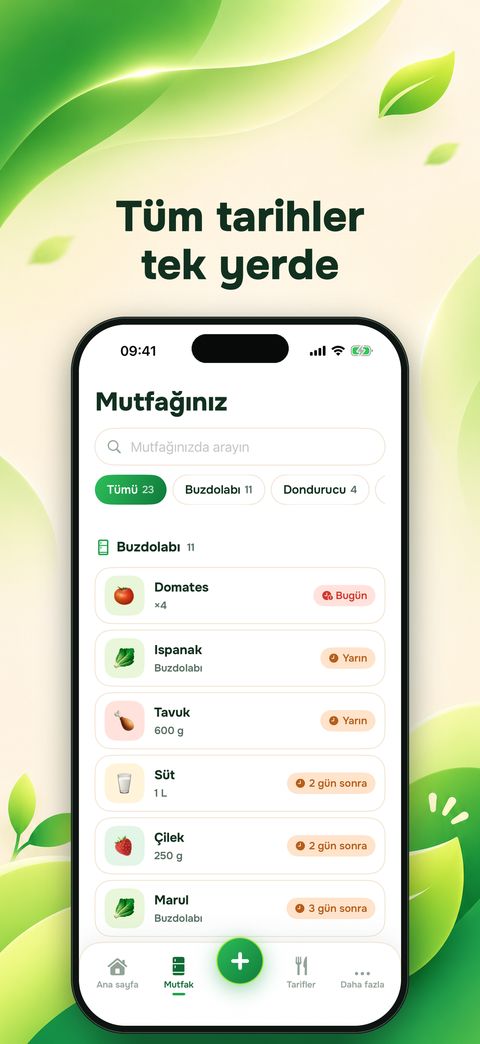 Tüm tarihler
tek yerde
09:41
Mutfağınız
Mutfağınızda arayın
Tümü 23
Buzdolabı 11
Dondurucu 4
Buzdolabı 11
Domates
×4
Bugün
Ispanak
Buzdolabı
Yarın
Tavuk
600 g
Yarın
Süt
1 L
2 gün sonra
Çilek
250 g
2 gün sonra
Marul
Buzdolabı
3 gün sonra
Ana sayfa
Mutfak
Tarifler
Daha fazla